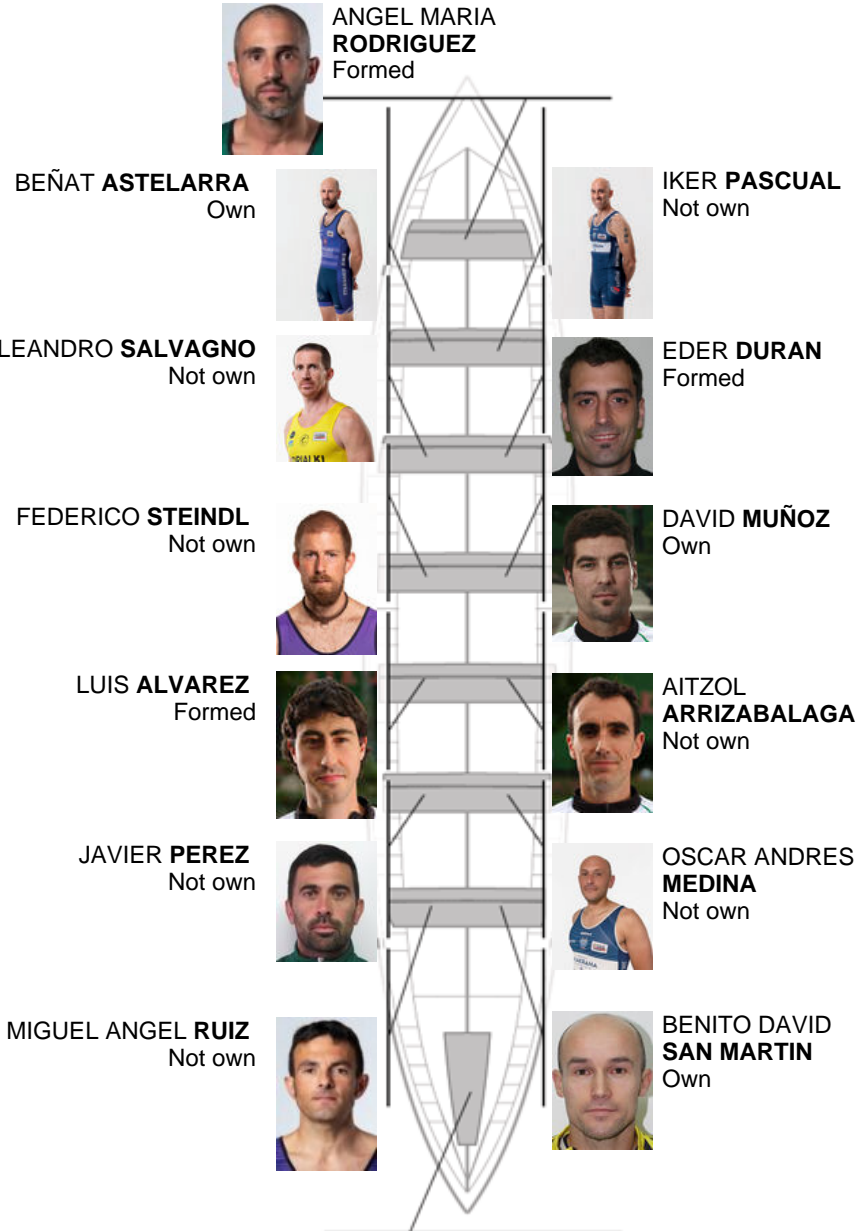 ANGEL MARIA
RODRIGUEZ
Formed
BEÑAT ASTELARRA
Own
IKER PASCUAL
Not own
LEANDRO SALVAGNO
Not own
EDER DURAN
Formed
FEDERICO STEINDL
Not own
DAVID MUÑOZ
Own
LUIS ALVAREZ
Formed
AITZOL
ARRIZABALAGA
Not own
JAVIER PEREZ
Not own
OSCAR ANDRES
MEDINA
Not own
MIGUEL ANGEL RUIZ
Not own
BENITO DAVID
SAN MARTIN
Own